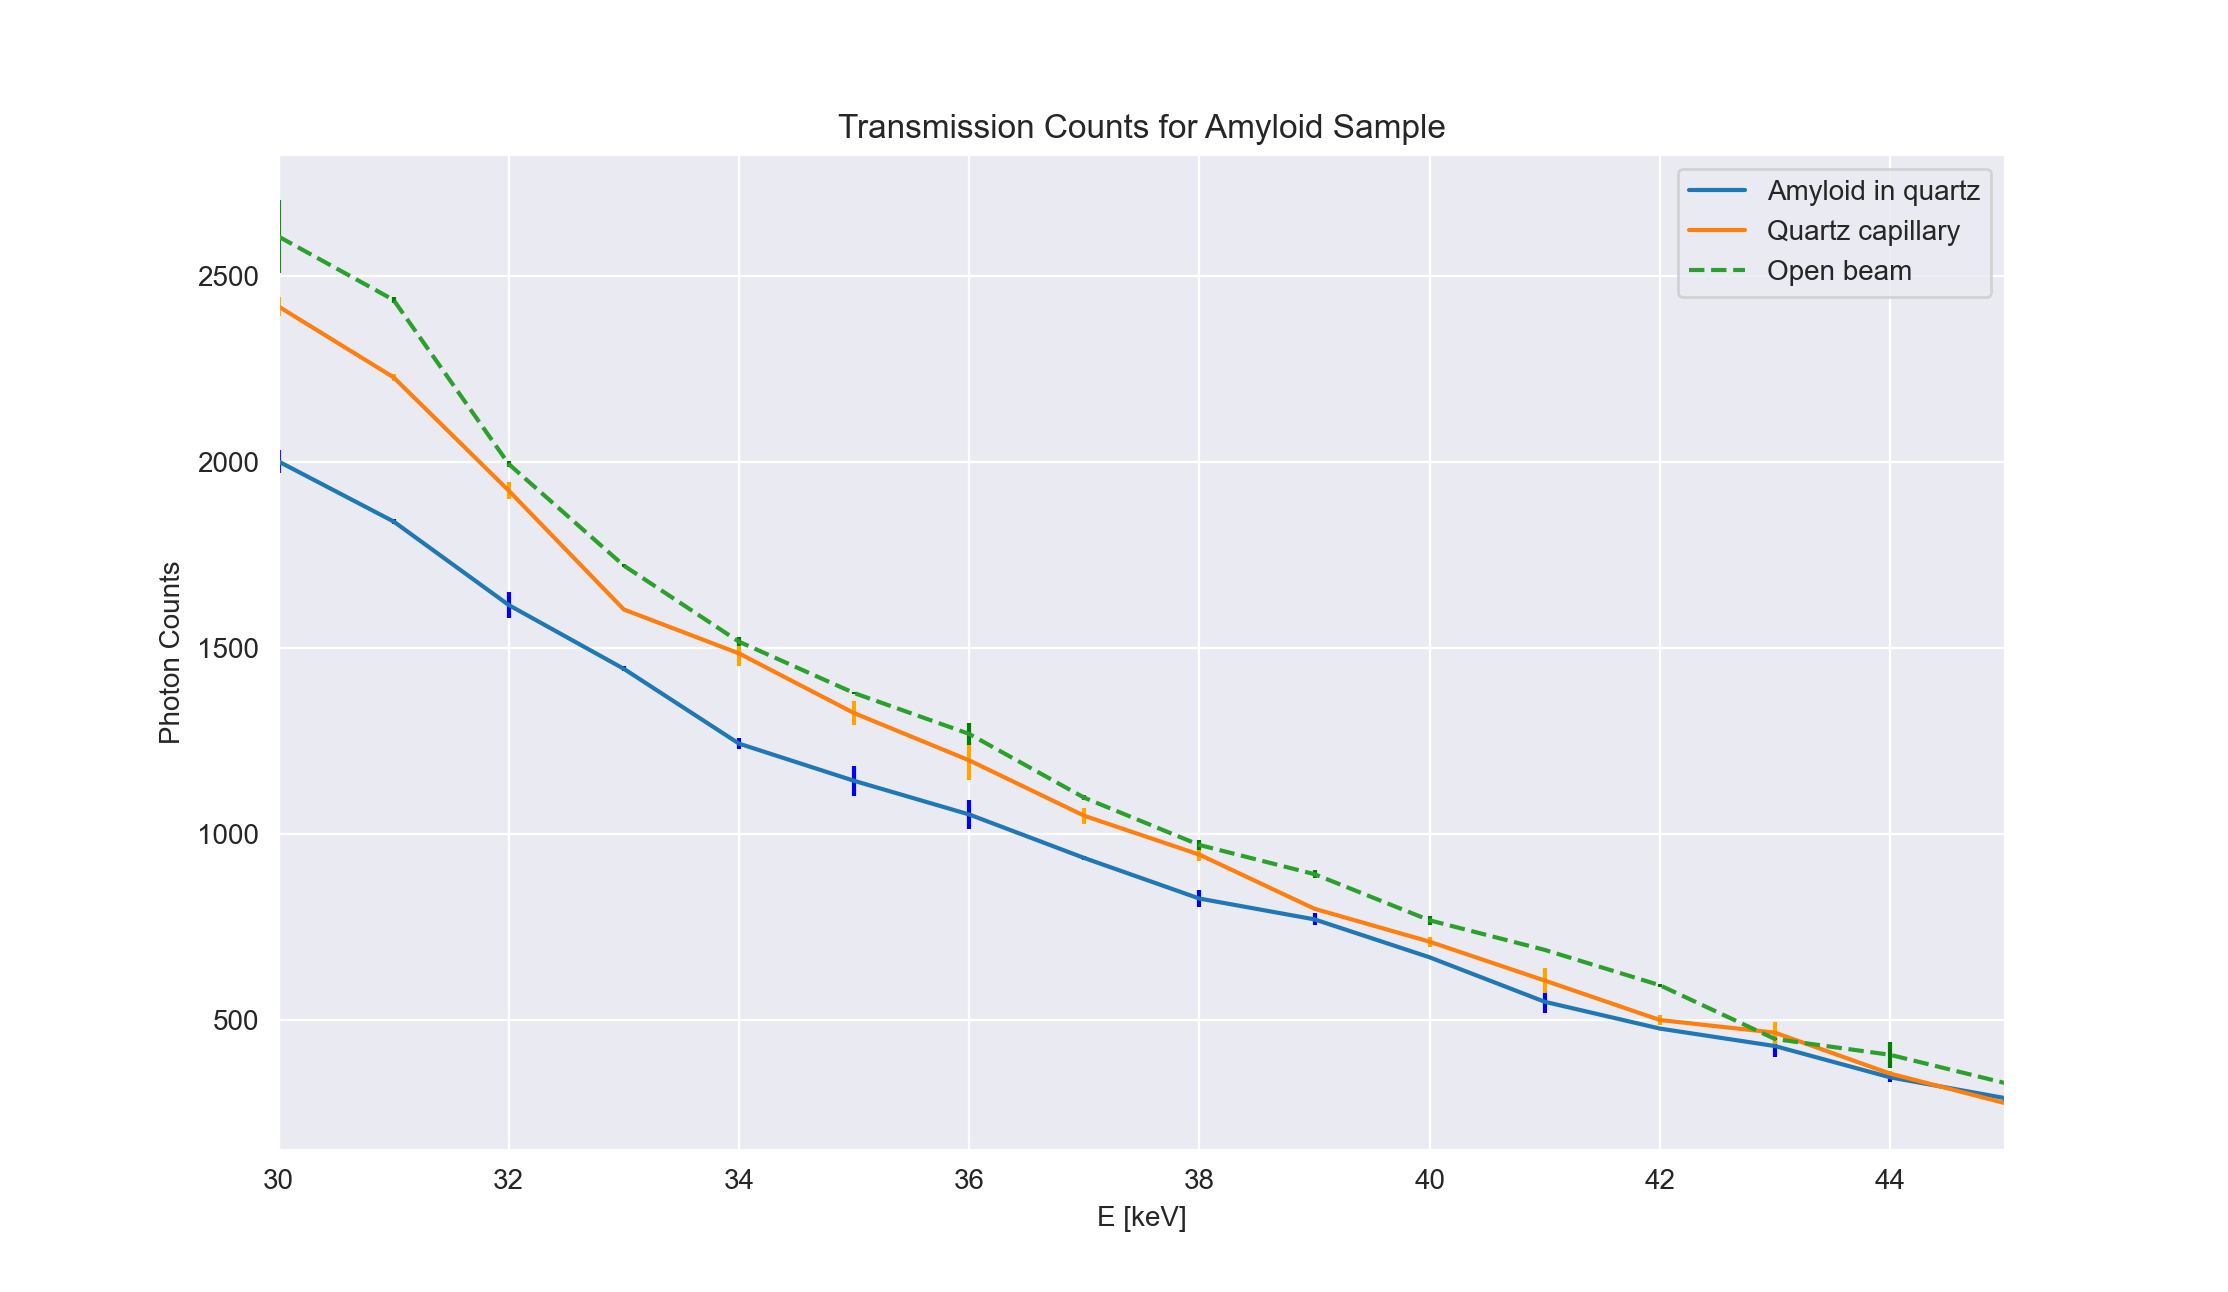 Transmission Counts for Amyloid Sample
Amyloid in quartz
Quartz capillary
Open beam
2500
2000
1500
1000
500
Photon Counts
30 32 34 36 38 40 42 44
E [keV]